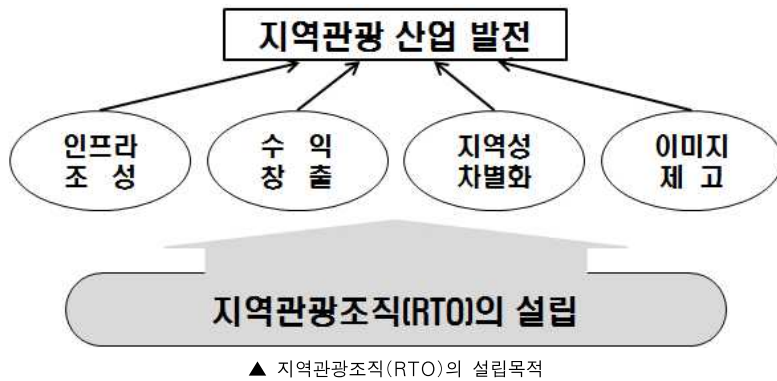 지역관광 산업 발전
인프라
조 성
수 익
창 출
지역성
차별화
이미지
제 고
지역관광조직(RTO)의 설립
▲ 지역관광조직(RTO)의 설립목적